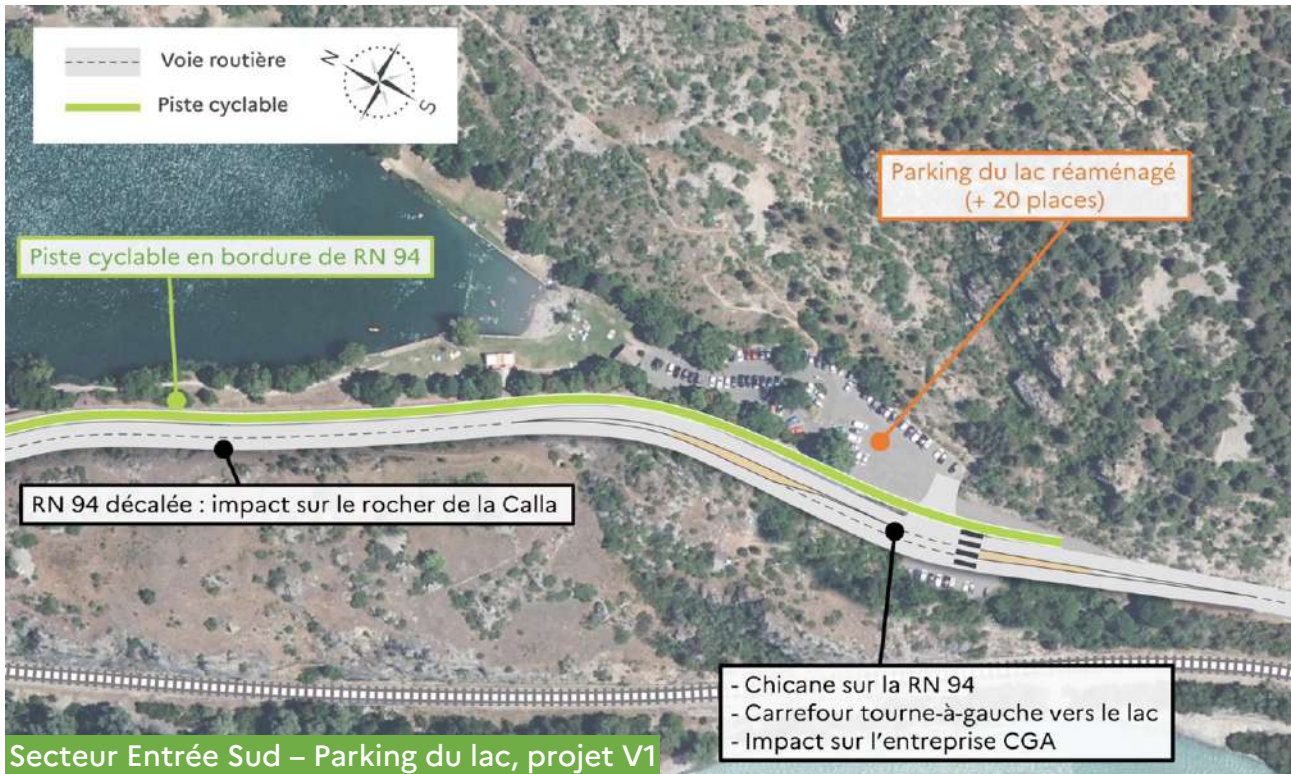 Voie routière
N
Piste cyclable
S
Parking du lac réaménagé
(+ 20 places)
Piste cyclable en bordure de RN 94
RN 94 décalée : impact sur le rocher de la Calla
- Chicane sur la RN 94
- Carrefour tourne-à-gauche vers le lac
- Impact sur l'entreprise CGA
Secteur Entrée Sud – Parking du lac, projet V1